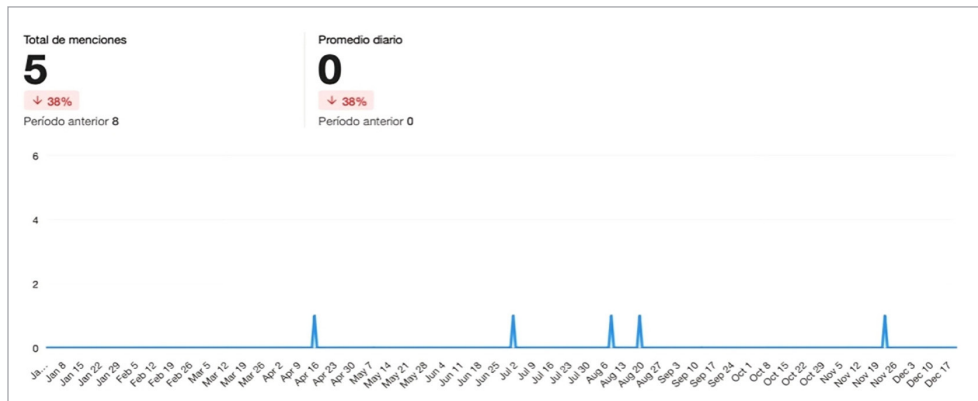 Total de menciones
5
↓ 38%
Período anterior 8
Promedio diario
0
↓ 38%
Período anterior 0
6
4
2
0
Ja... Jan 8 Jan 15 Jan 22 Jan 29 Feb 5 Feb 12 Feb 19 Feb 26 Mar 5 Mar 12 Mar 19 Mar 26 Apr 2 Apr 9 Apr 16 Apr 23 Apr 30 May 7 May 14 May 21 May 28 Jun 4 Jun 11 Jun 18 Jun 25 Jul 2 Jul 9 Jul 16 Jul 23 Jul 30 Aug 6 Aug 13 Aug 20 Aug 27 Sep 3 Sep 10 Sep 17 Sep 24 Oct 1 Oct 8 Oct 15 Oct 22 Oct 29 Nov 5 Nov 12 Nov 19 Nov 26 Dec 3 Dec 10 Dec 17